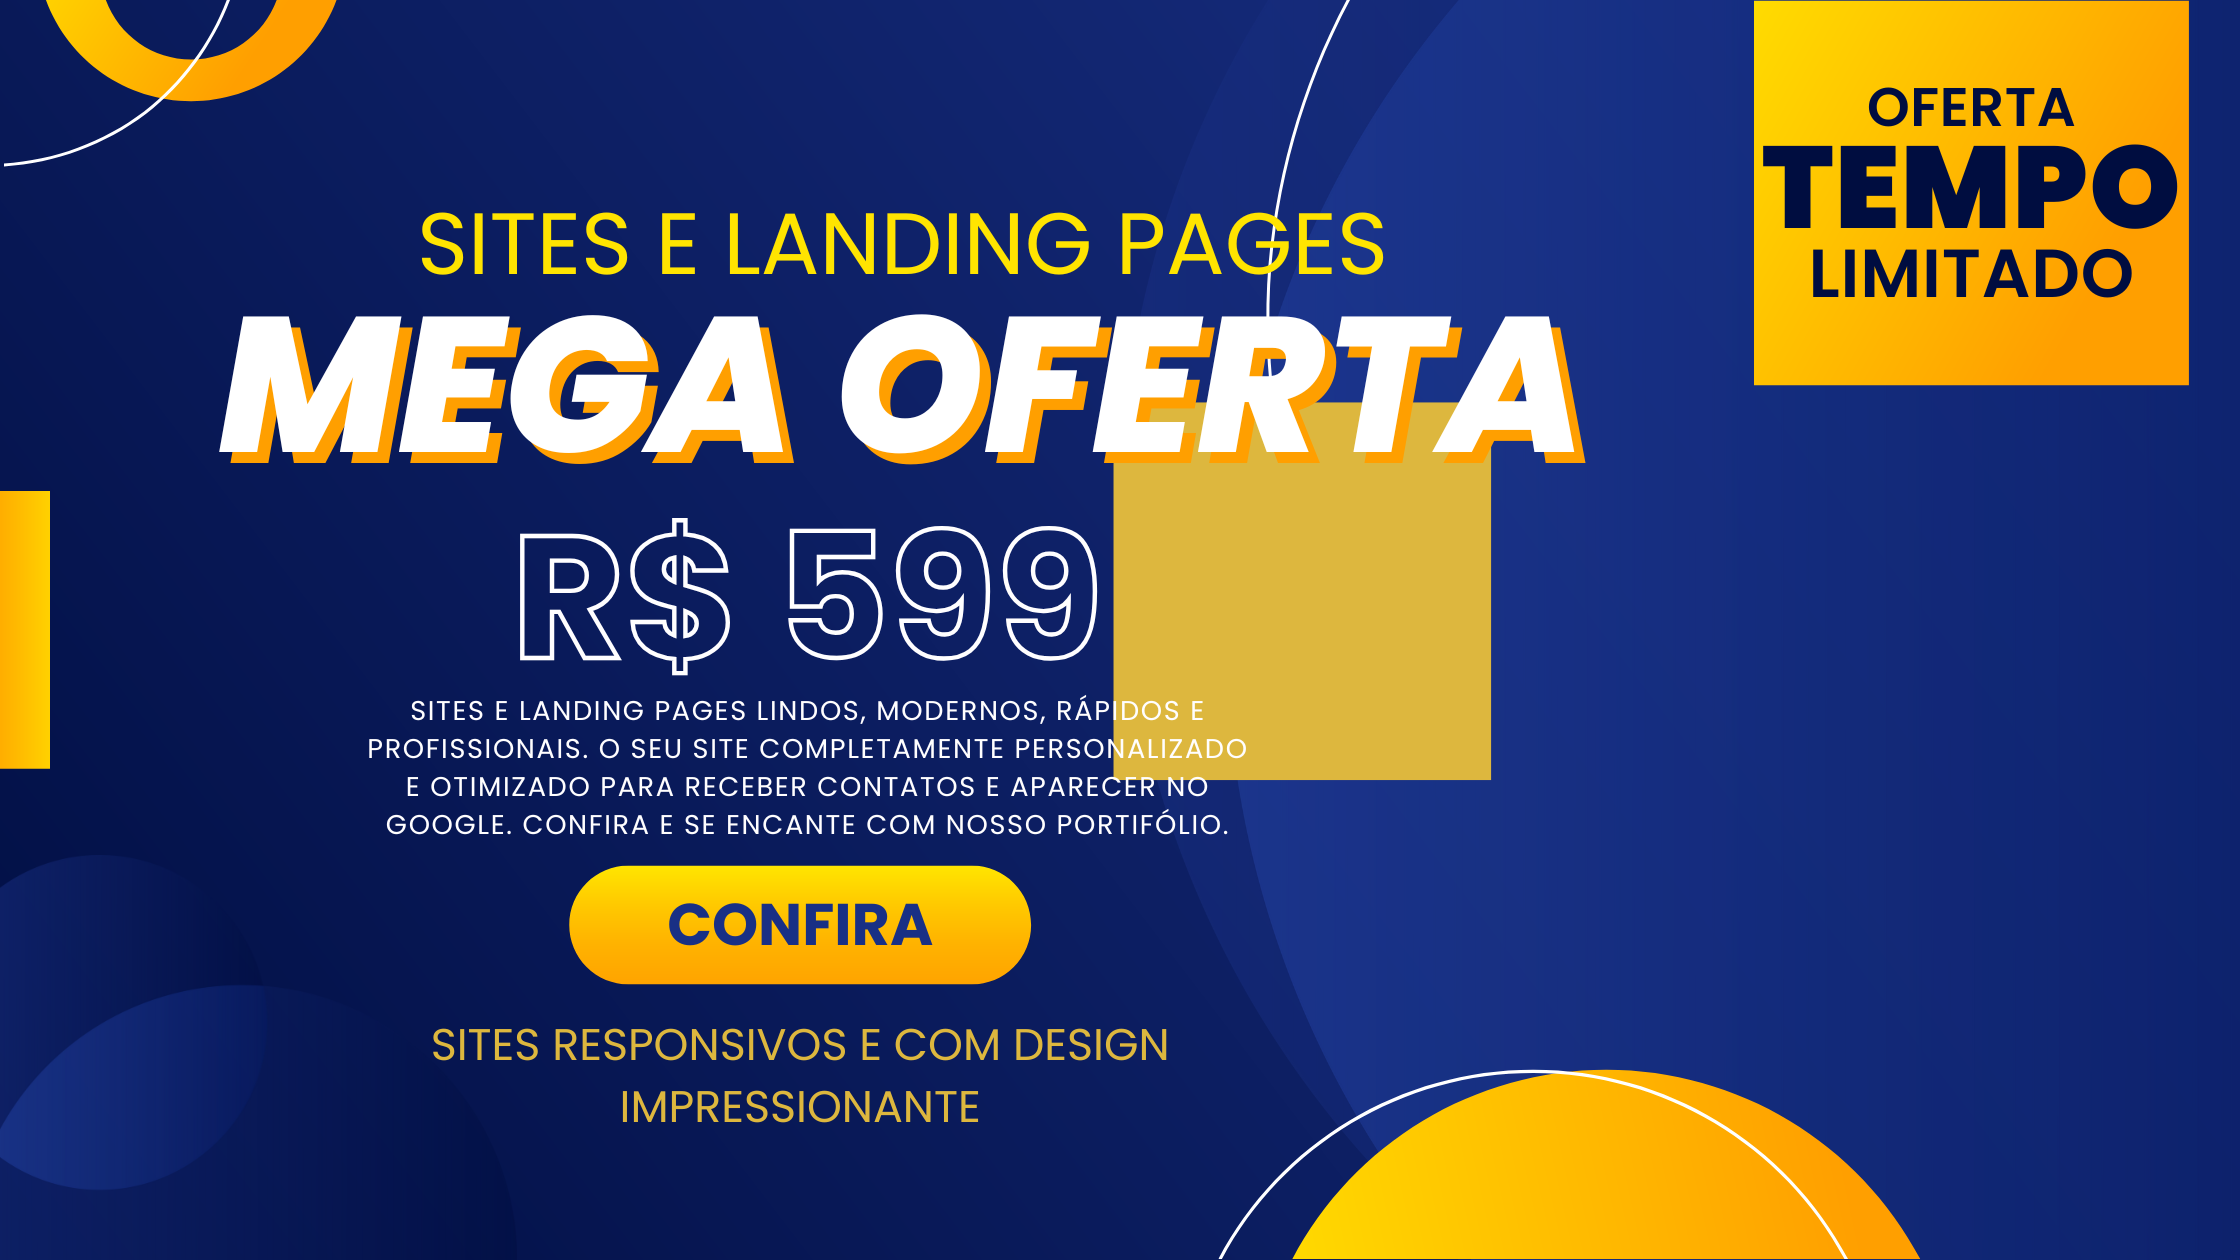 OFERTA
TEMPO
LIMITADO
SITES E LANDING PAGES
MEGA OFERTA
R$ 599
SITES E LANDING PAGES LINDOS, MODERNOS, RÁPIDOS E
PROFISSIONAIS. O SEU SITE COMPLETAMENTE PERSONALIZADO
E OTIMIZADO PARA RECEBER CONTATOS E APARECER NO
GOOGLE. CONFIRA E SE ENCANTE COM NOSSO PORTIFÓLIO.
CONFIRA
SITES RESPONSIVOS E COM DESIGN
IMPRESSIONANTE